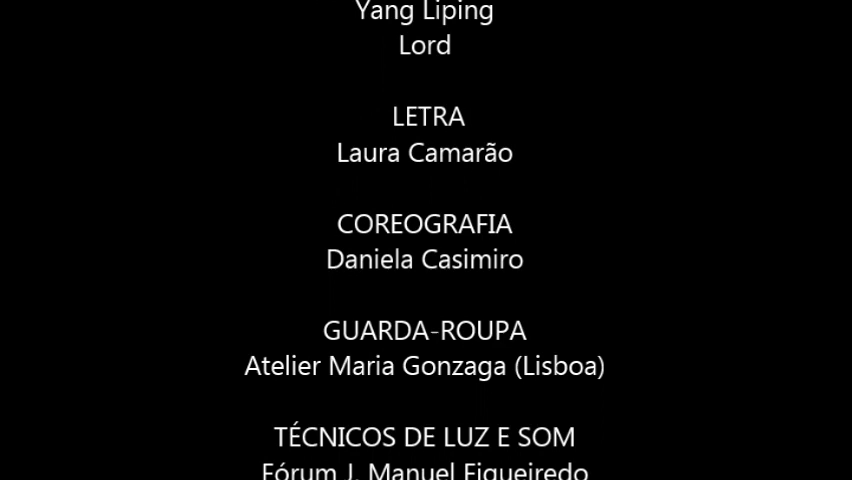 Yang Liping
Lord
LETRA
Laura Camarão
COREOGRAFIA
Daniela Casimiro
GUARDA-ROUPA
Atelier Maria Gonzaga (Lisboa)
TÉCNICOS DE LUZ E SOM
Fórum J. Manuel Figueiredo